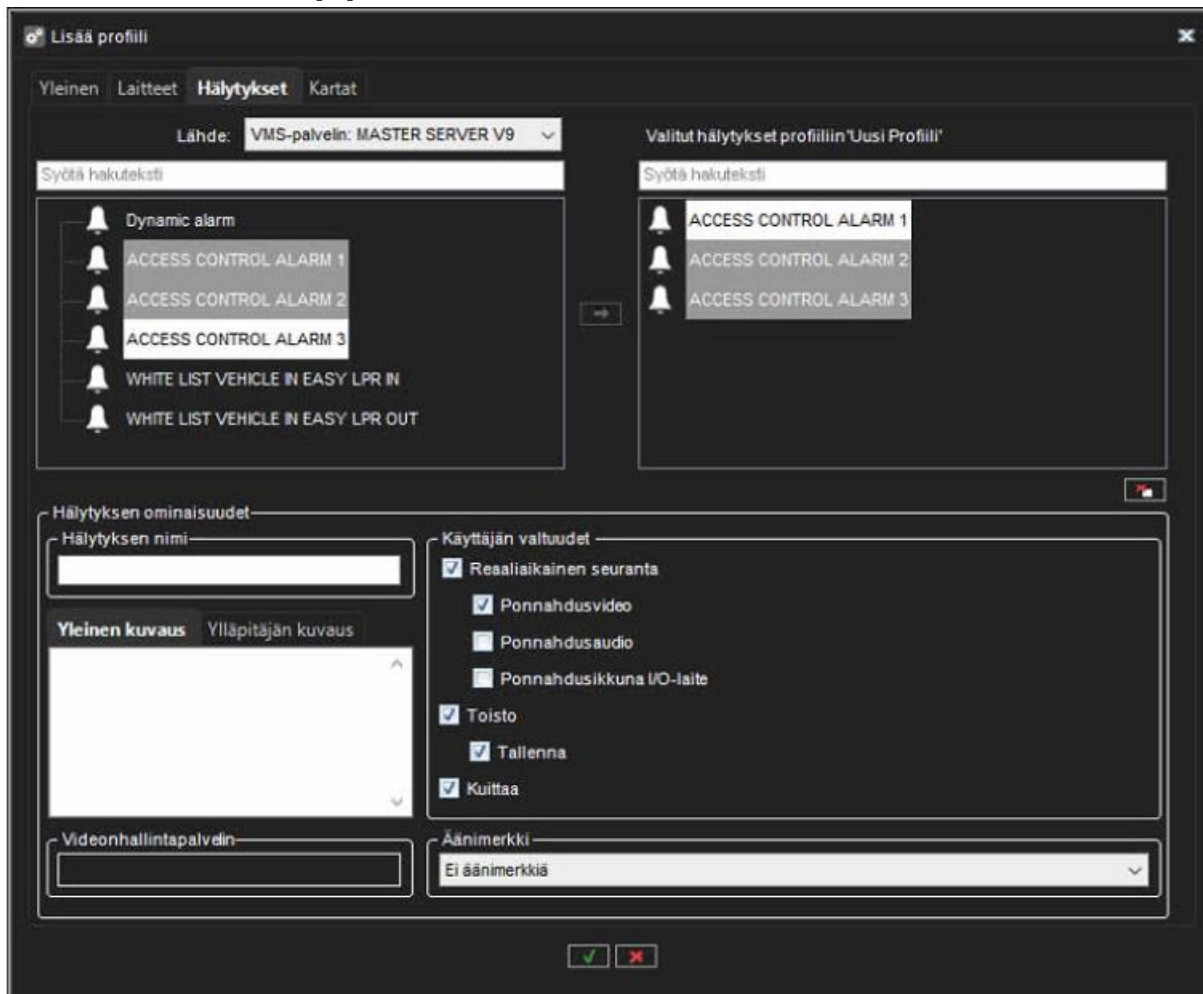 Lisää profiili
Yleinen Laitteet Hälytykset Kartat
Lähde: VMS-palvelin: MASTER SERVER V9
Valitut hälytykset profiiliin 'Uusi Profiili'
Syötä hakuteksti
Syötä hakuteksti
Dynamic alarm
ACCESS CONTROL ALARM 1
ACCESS CONTROL ALARM 2
ACCESS CONTROL ALARM 3
WHITE LIST VEHICLE IN EASY LPR IN
WHITE LIST VEHICLE IN EASY LPR OUT
ACCESS CONTROL ALARM 1
ACCESS CONTROL ALARM 2
ACCESS CONTROL ALARM 3
Hälytyksen ominaisuudet
Hälytyksen nimi
Yleinen kuvaus Ylläpitäjän kuvaus
Videonhallintapalvelin
Käyttäjän valtuudet
Reaaliaikainen seuranta
Ponnahdusvideo
Ponnahdusaudio
Ponnahdusikkuna I/O-laite
Toisto
Tallenna
Kuittaa
Äänimerkki
Ei äänimerkkiä